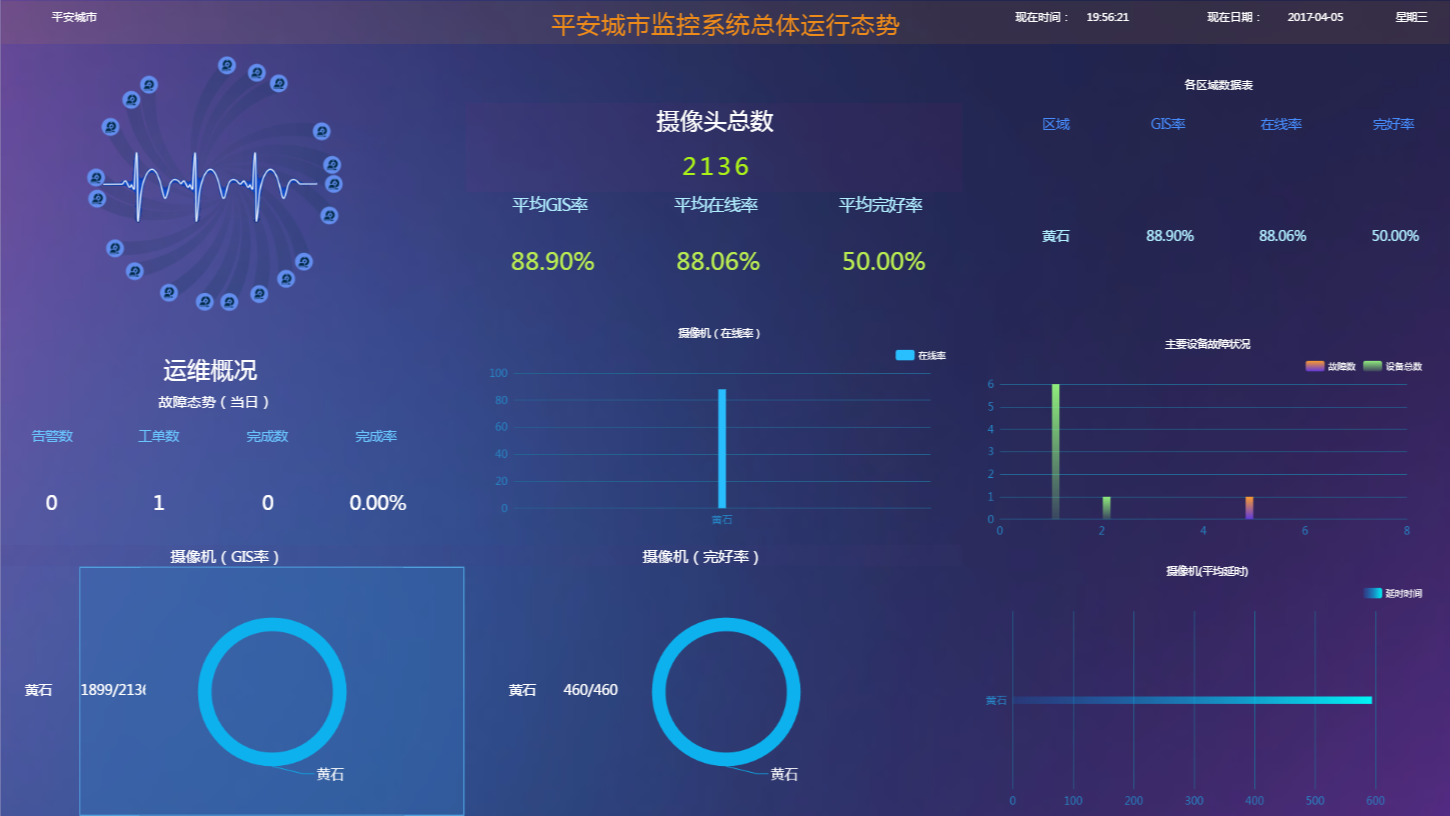 平安城市
平安城市监控系统总体运行态势
现在时间： 19:56:21 现在日期： 2017-04-05 星期三
运维概况
故障态势（当日）
告警数 工单数 完成数 完成率
0 1 0 0.00%
摄像机（GIS率）
黄石 1899/2136
黄石
摄像头总数
2136
平均GIS率 平均在线率 平均完好率
88.90% 88.06% 50.00%
摄像机（在线率）
在线率
100
80
60
40
20
0
黄石
摄像机（完好率）
黄石 460/460
黄石
各区域数据表
区域 GIS率 在线率 完好率
黄石 88.90% 88.06% 50.00%
主要设备故障状况
故障数 设备总数
6
5
4
3
2
1
0
0 2 4 6 8
摄像机(平均延时)
延时时间
黄石
0 100 200 300 400 500 600